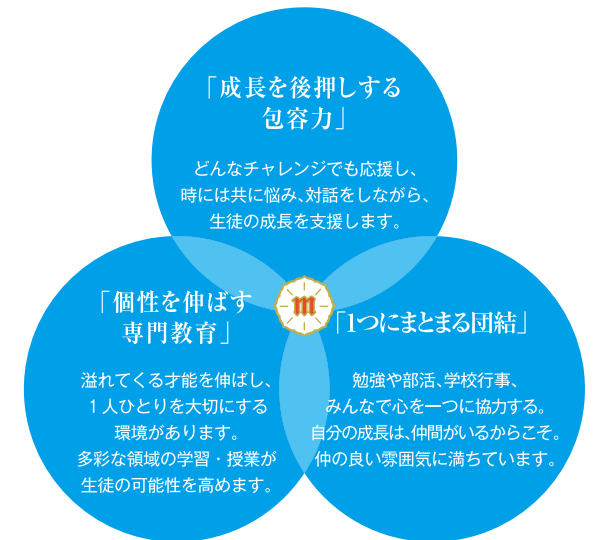 「成長を後押しする
包容力」
どんなチャレンジでも応援し、
時には共に悩み、対話をしながら、
生徒の成長を支援します。
「個性を伸ばす
専門教育」
溢れてくる才能を伸ばし、
1人ひとりを大切にする
環境があります。
多彩な領域の学習・授業が
生徒の可能性を高めます。
m
「1つにまとまる団結」
勉強や部活、学校行事、
みんなで心を一つに協力する。
自分の成長は、仲間がいるからこそ。
仲の良い雰囲気に満ちています。